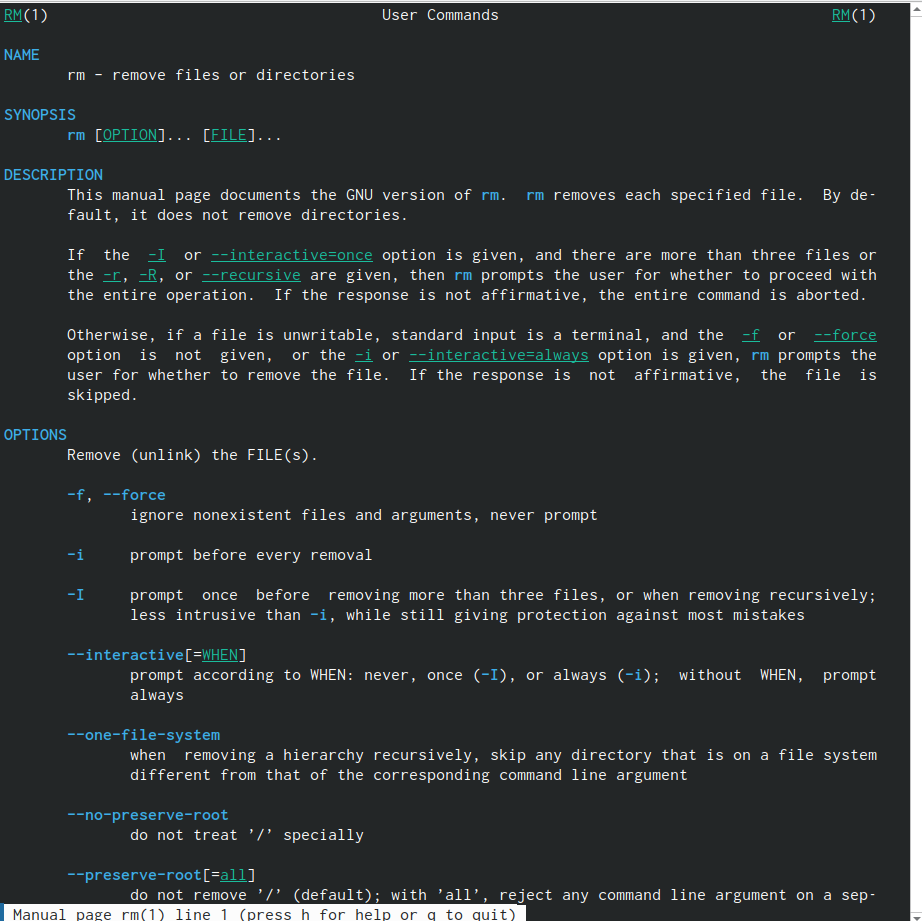 RM(1) User Commands RM(1)
NAME
rm - remove files or directories
SYNOPSIS
rm [OPTION]... [FILE]...
DESCRIPTION
This manual page documents the GNU version of rm. rm removes each specified file. By de-
fault, it does not remove directories.
If the -I or --interactive=once option is given, and there are more than three files or
the -r, -R, or --recursive are given, then rm prompts the user for whether to proceed with
the entire operation. If the response is not affirmative, the entire command is aborted.
Otherwise, if a file is unwritable, standard input is a terminal, and the -f or --force
option is not given, or the -i or --interactive=always option is given, rm prompts the
user for whether to remove the file. If the response is not affirmative, the file is
skipped.
OPTIONS
Remove (unlink) the FILE(s).
-f, --force
ignore nonexistent files and arguments, never prompt
-i prompt before every removal
-I prompt once before removing more than three files, or when removing recursively;
less intrusive than -i, while still giving protection against most mistakes
--interactive[=WHEN]
prompt according to WHEN: never, once (-I), or always (-i); without WHEN, prompt
always
--one-file-system
when removing a hierarchy recursively, skip any directory that is on a file system
different from that of the corresponding command line argument
--no-preserve-root
do not treat ’/’ specially
--preserve-root[=all]
do not remove ’/’ (default); with ’all’, reject any command line argument on a sep-
Manual page rm(1) line 1 (press h for help or q to quit)